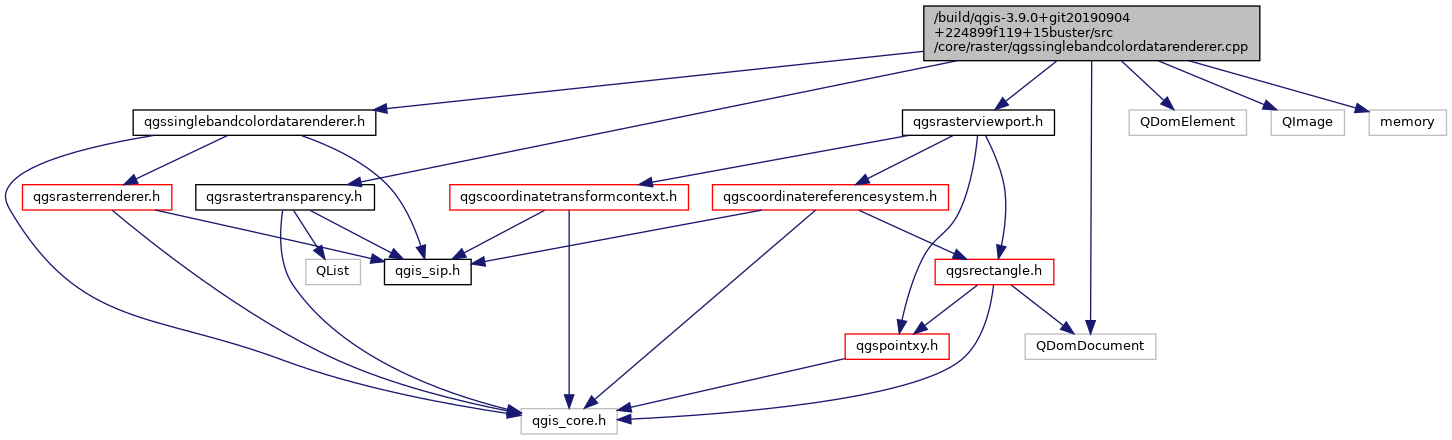 /build/qgis-3.9.0+git20190904
+224899f119+15buster/src
/core/raster/qgssinglebandcolordatarenderer.cpp
qgssinglebandcolordatarenderer.h
qgsrasterviewport.h
QDomElement
QImage
memory
qgsrasterrenderer.h
qgsrastertransparency.h
qgscoordinatetransformcontext.h
qgscoordinatereferencesystem.h
QList
qgis_sip.h
qgsrectangle.h
qgspointxy.h
QDomDocument
qgis_core.h